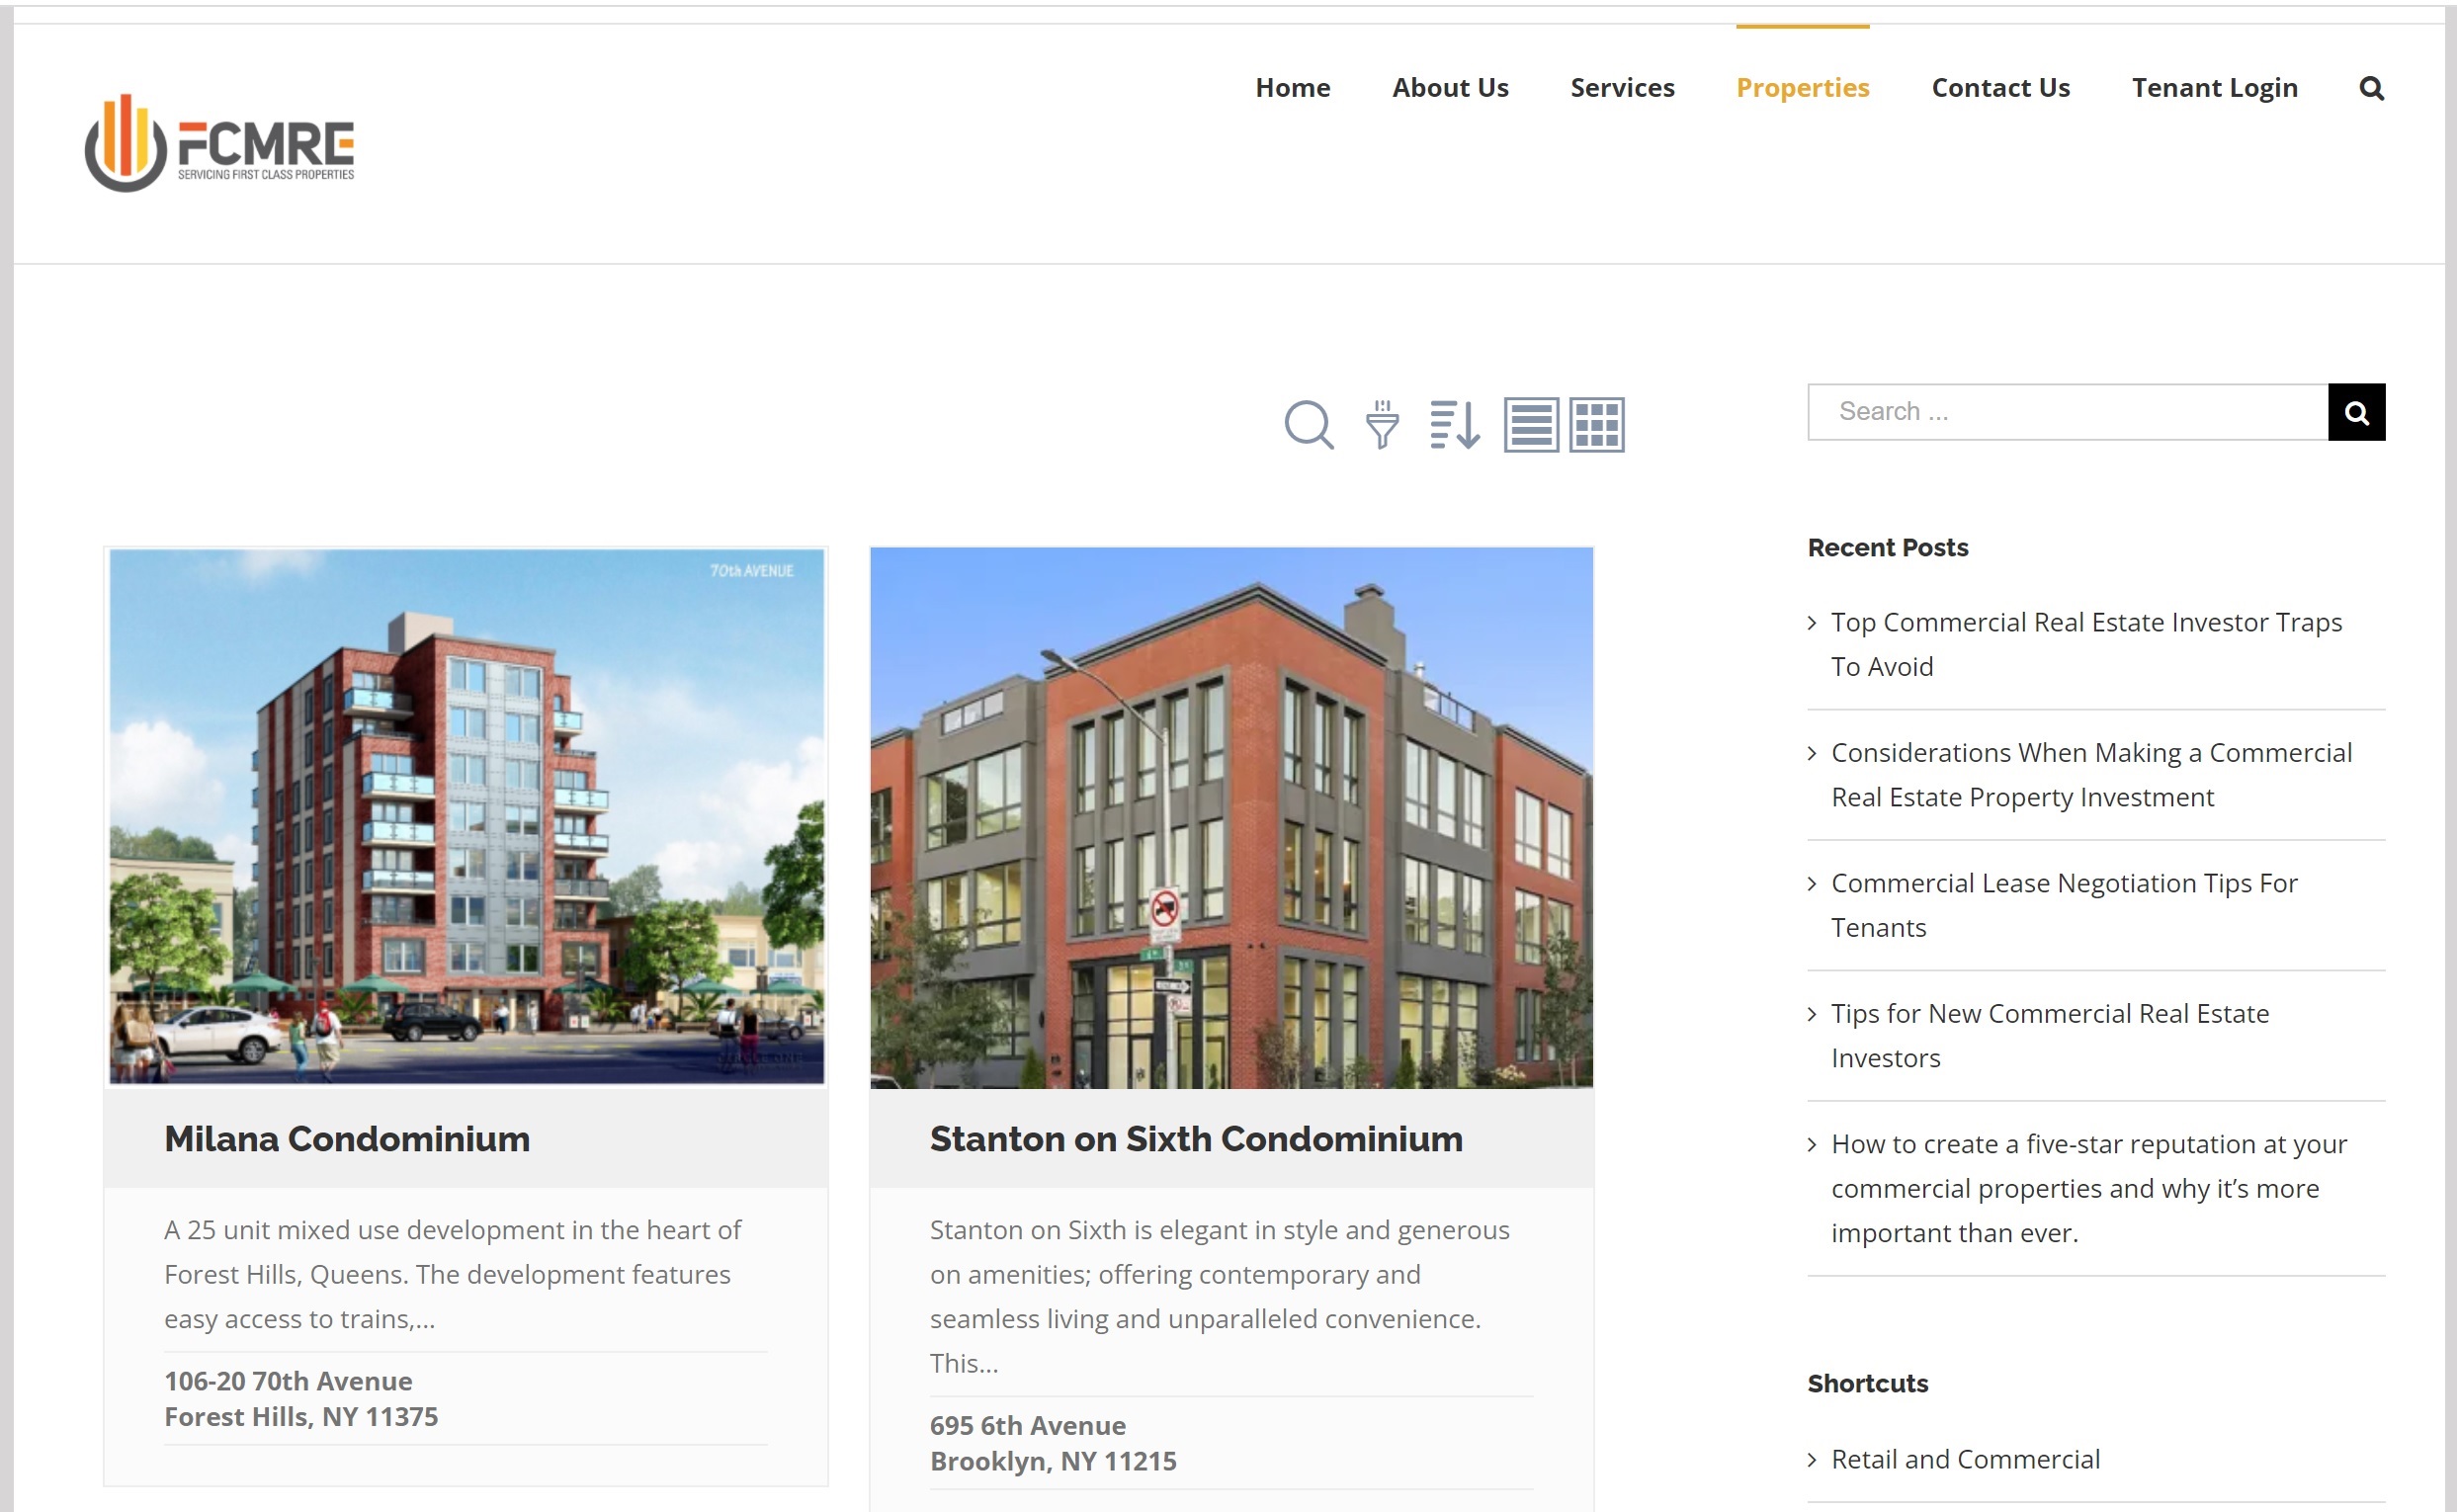 Home
About Us
Services
Properties
Contact Us
Tenant Login
FCMRE
SERVICING FIRST CLASS PROPERTIES
Search ...
70th AVENUE
Milana Condominium
A 25 unit mixed use development in the heart of
Forest Hills, Queens. The development features
easy access to trains,...
106-20 70th Avenue
Forest Hills, NY 11375
Stanton on Sixth Condominium
Stanton on Sixth is elegant in style and generous
on amenities; offering contemporary and
seamless living and unparalleled convenience.
This...
695 6th Avenue
Brooklyn, NY 11215
Recent Posts
Top Commercial Real Estate Investor Traps
To Avoid
Considerations When Making a Commercial
Real Estate Property Investment
Commercial Lease Negotiation Tips For
Tenants
Tips for New Commercial Real Estate
Investors
How to create a five-star reputation at your
commercial properties and why it’s more
important than ever.
Shortcuts
Retail and Commercial